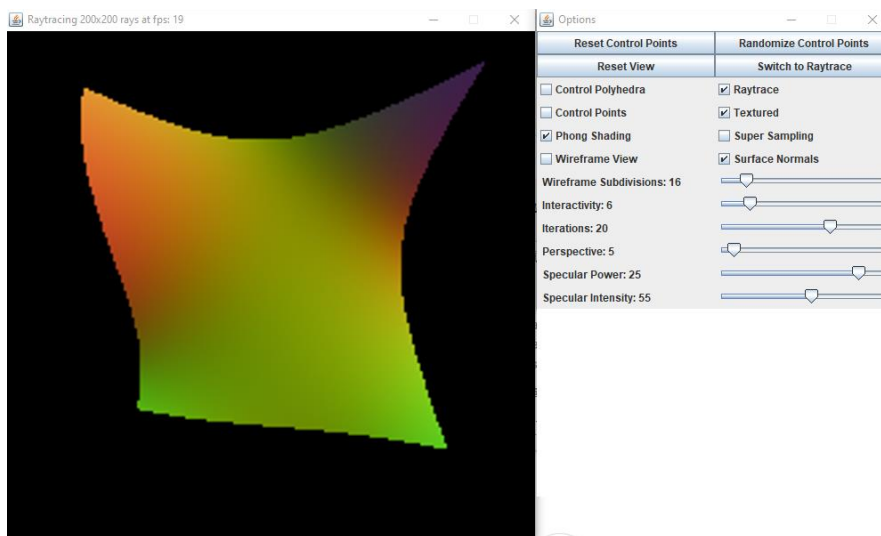 Raytracing 200x200 rays at fps: 19
Options
Reset Control Points Randomize Control Points
Reset View Switch to Raytrace
Control Polyhedra Raytrace
Control Points Textured
Phong Shading Super Sampling
Wireframe View Surface Normals
Wireframe Subdivisions: 16
Interactivity: 6
Iterations: 20
Perspective: 5
Specular Power: 25
Specular Intensity: 55